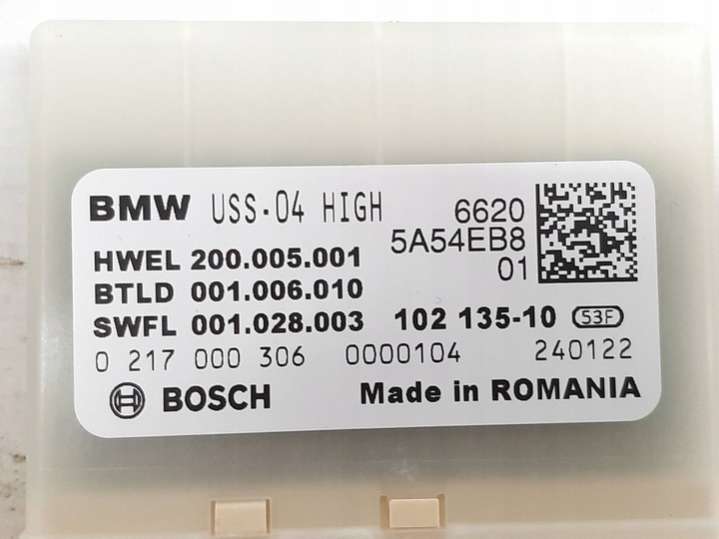 BMW USS.04 HIGH 6620
5A54EB8
HWEL 200.005.001 01
BTLD 001.006.010
SWFL 001.028.003 102 135-10 53F
0 217 000 306 0000104 240122
BOSCH Made in ROMANIA